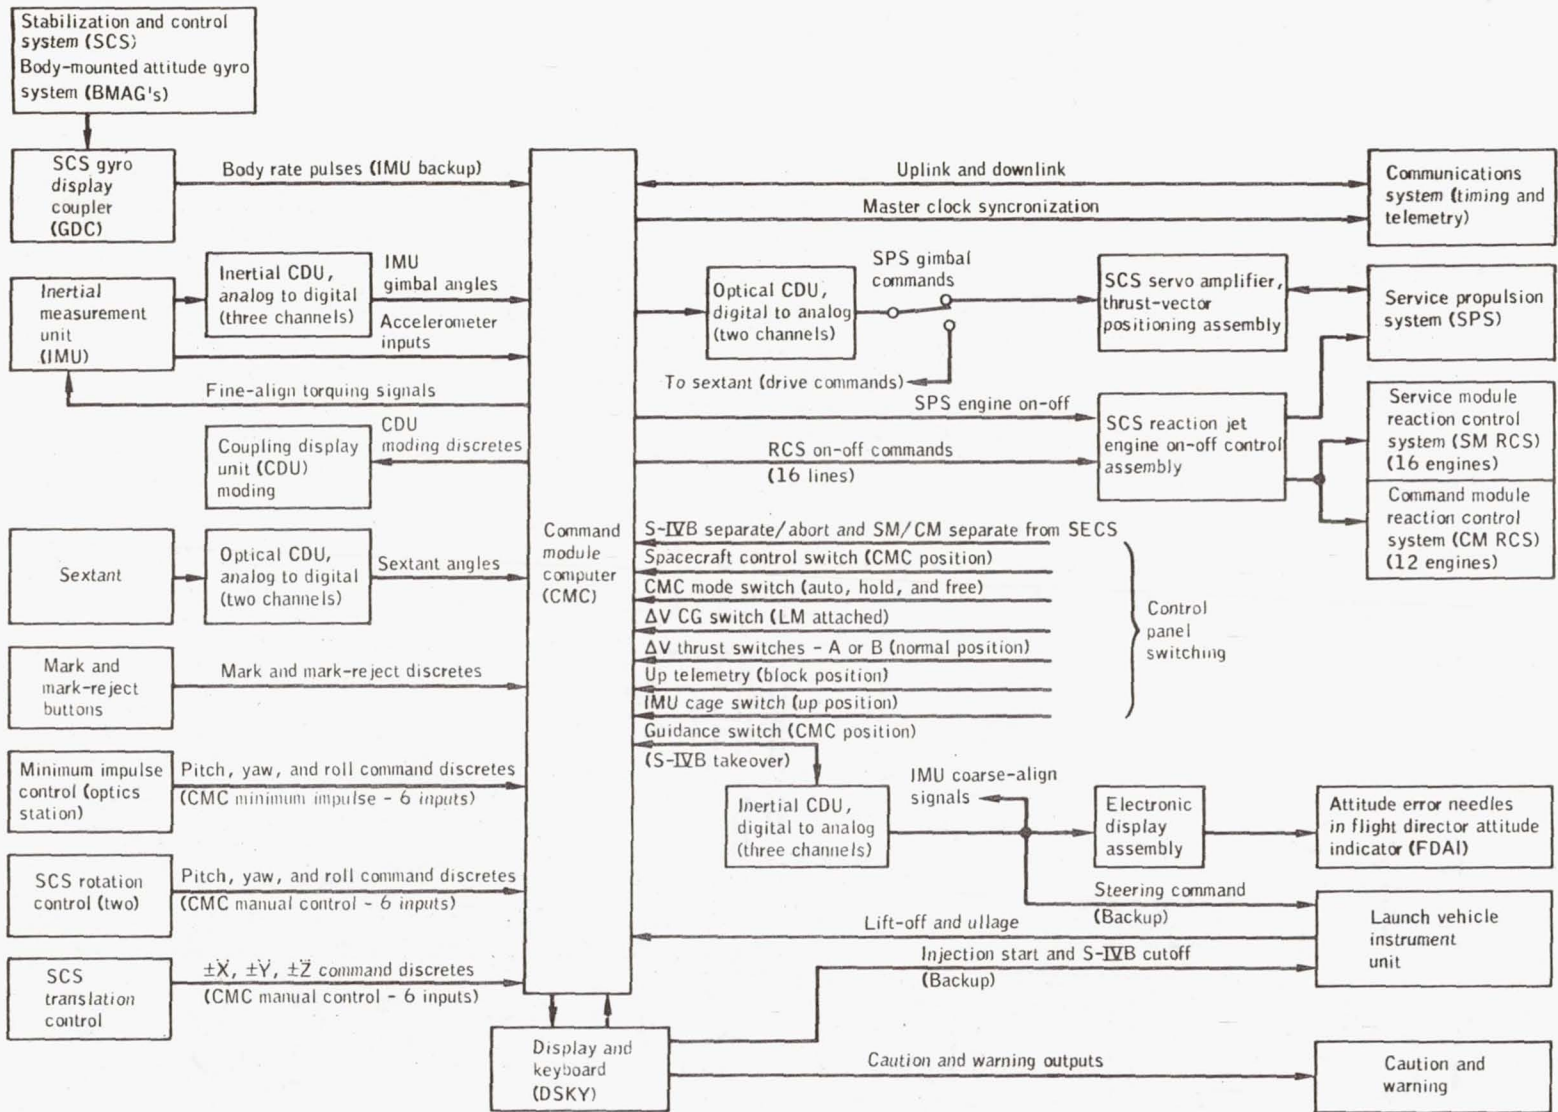 Stabilization and control
system (SCS)
Body-mounted attitude gyro
system (BMAG's)
SCS gyro
display
coupler
(GDC)
Body rate pulses (IMU backup)
Inertial
measurement
unit
(IMU)
Inertial CDU,
analog to digital
(three channels)
IMU
gimbal angles
Accelerometer
inputs
Fine-align torquing signals
CDU
moding discretes
Coupling display
unit (CDU)
moding
Sextant
Optical CDU,
analog to digital
(two channels)
Sextant angles
Mark and
mark-reject
buttons
Mark and mark-reject discretes
Minimum impulse
control (optics
station)
Pitch, yaw, and roll command discretes
(CMC minimum impulse - 6 inputs)
SCS rotation
control (two)
Pitch, yaw, and roll command discretes
(CMC manual control - 6 inputs)
SCS
translation
control
±Ẍ, ±Ÿ, ±Z̈ command discretes
(CMC manual control - 6 inputs)
Command
module
computer
(CMC)
Uplink and downlink
Master clock syncronization
Communications
system (timing and
telemetry)
Optical CDU,
digital to analog
(two channels)
SPS gimbal
commands
To sextant (drive commands)
SCS servo amplifier,
thrust-vector
positioning assembly
Service propulsion
system (SPS)
SPS engine on-off
RCS on-off commands
(16 lines)
SCS reaction jet
engine on-off control
assembly
Service module
reaction control
system (SM RCS)
(16 engines)
Command module
reaction control
system (CM RCS)
(12 engines)
S-IVB separate/abort and SM/CM separate from SECS
Spacecraft control switch (CMC position)
CMC mode switch (auto, hold, and free)
ΔV CG switch (LM attached)
ΔV thrust switches - A or B (normal position)
Up telemetry (block position)
IMU cage switch (up position)
Guidance switch (CMC position)
(S-IVB takeover)
Control
panel
switching
Inertial CDU,
digital to analog
(three channels)
IMU coarse-align
signals
Electronic
display
assembly
Attitude error needles
in flight director attitude
indicator (FDAI)
Steering command
(Backup)
Lift-off and ullage
Injection start and S-IVB cutoff
(Backup)
Launch vehicle
instrument
unit
Display and
keyboard
(DSKY)
Caution and warning outputs
Caution and
warning